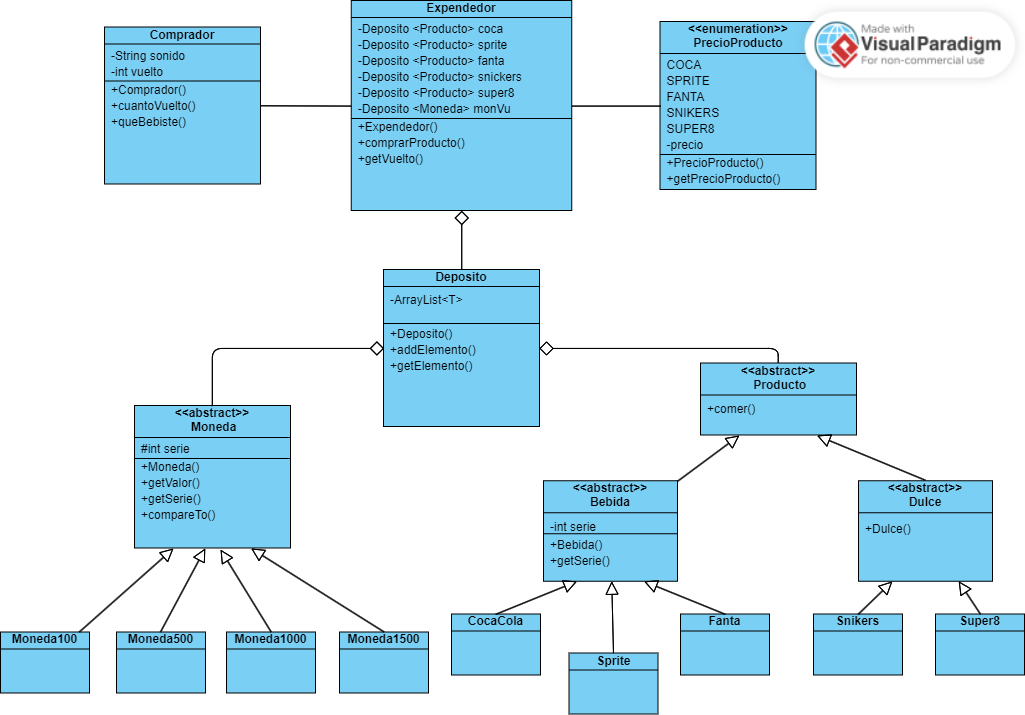 Comprador
-String sonido
-int vuelto
+Comprador()
+cuantoVuelto()
+queBebiste()
Expendedor
-Deposito <Producto> coca
-Deposito <Producto> sprite
-Deposito <Producto> fanta
-Deposito <Producto> snickers
-Deposito <Producto> super8
-Deposito <Moneda> monVu
+Expendedor()
+comprarProducto()
+getVuelto()
<<enumeration>>
PrecioProducto
COCA
SPRITE
FANTA
SNIKERS
SUPER8
-precio
+PrecioProducto()
+getPrecioProducto()
Made with
Visual Paradigm
For non-commercial use
Deposito
-ArrayList<T>
+Deposito()
+addElemento()
+getElemento()
<<abstract>>
Moneda
#int serie
+Moneda()
+getValor()
+getSerie()
+compareTo()
<<abstract>>
Producto
+comer()
<<abstract>>
Bebida
-int serie
+Bebida()
+getSerie()
<<abstract>>
Dulce
+Dulce()
Moneda100
Moneda500
Moneda1000
Moneda1500
CocaCola
Sprite
Fanta
Snikers
Super8